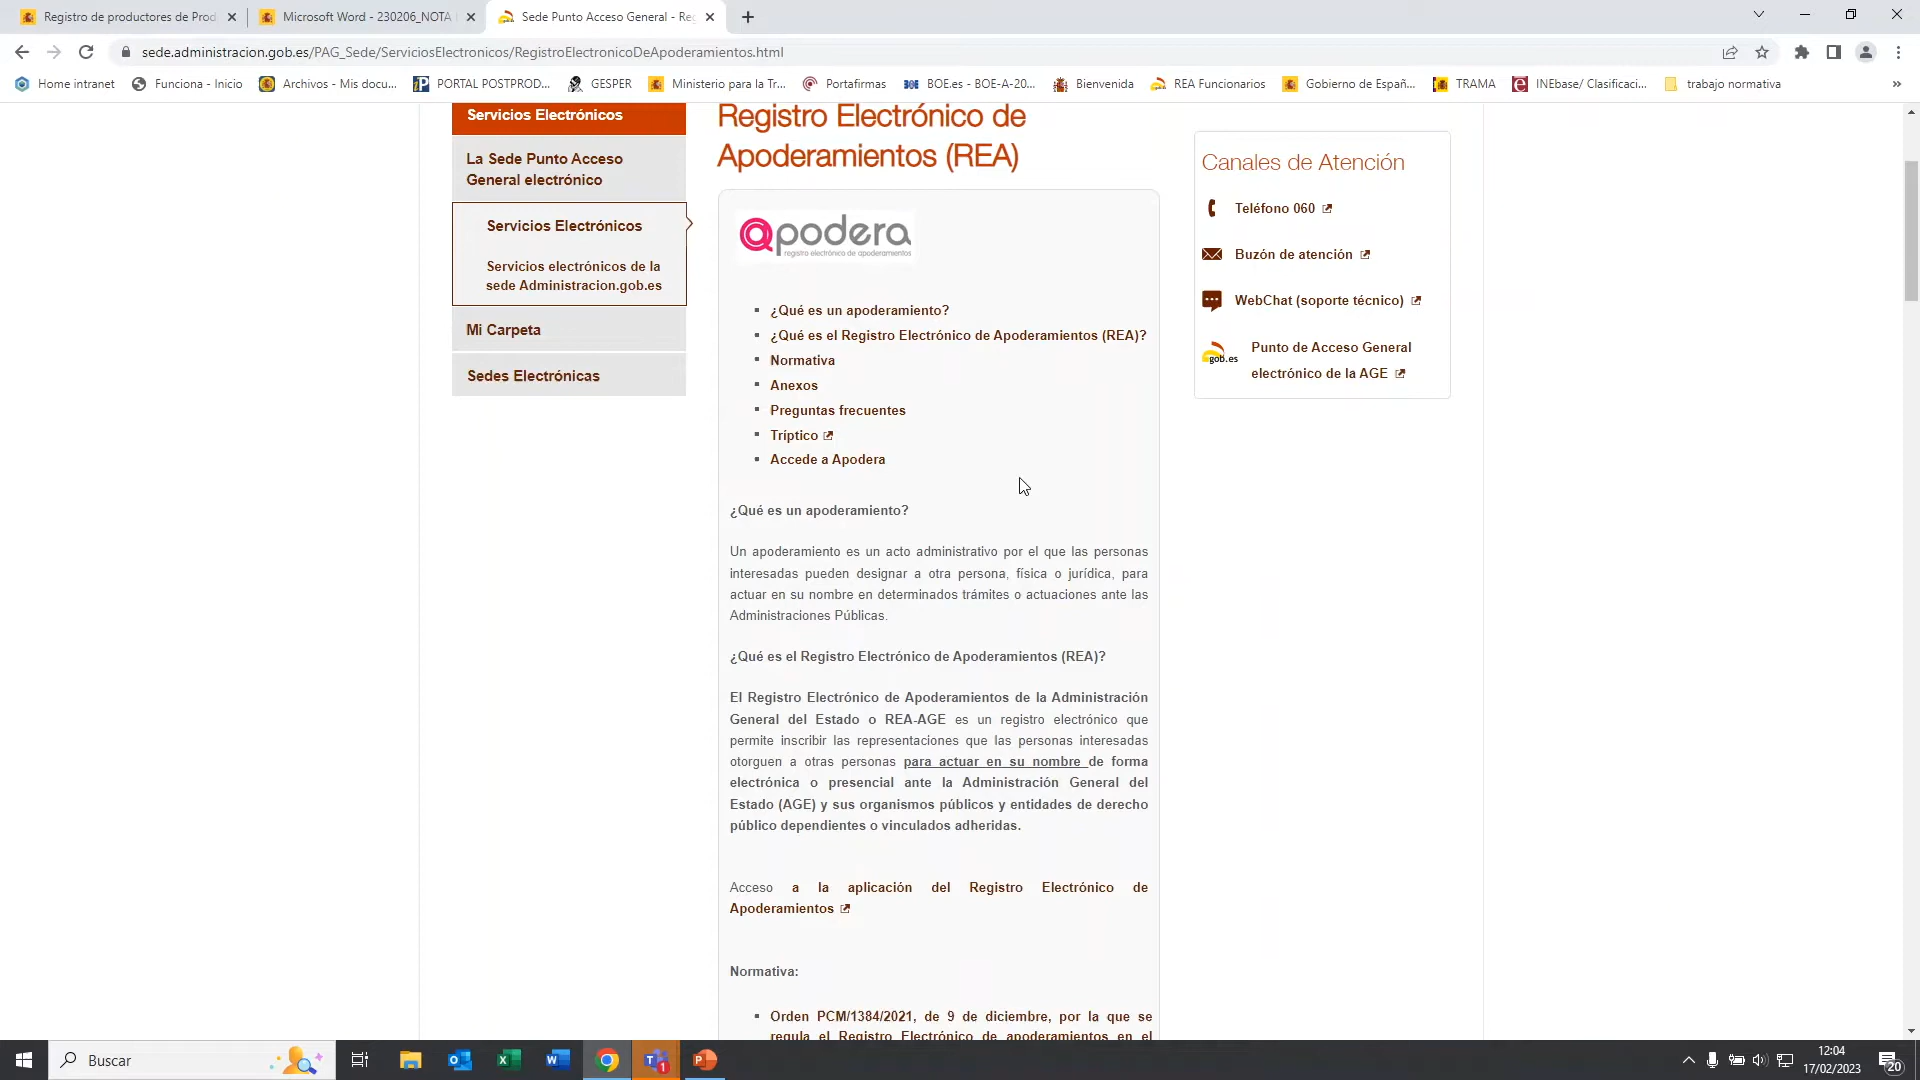 Registro de productores de Prod
Microsoft Word - 230206_NOTA
Sede Punto Acceso General - Reg
sede.administracion.gob.es/PAG_Sede/ServiciosElectronicos/RegistroElectronicoDeApoderamientos.html
Home intranet
Funciona - Inicio
Archivos - Mis docu...
PORTAL POSTPROD...
GESPER
Ministerio para la Tr...
Portafirmas
BOE.es - BOE-A-20...
Bienvenida
REA Funcionarios
Gobierno de Españ...
TRAMA
INEbase/ Clasificaci...
trabajo normativa
»
Servicios Electrónicos
La Sede Punto Acceso
General electrónico
Servicios Electrónicos
Servicios electrónicos de la
sede Administracion.gob.es
Mi Carpeta
Sedes Electrónicas
Registro Electrónico de
Apoderamientos (REA)
@podera
registro electrónico de apoderamientos
¿Qué es un apoderamiento?
¿Qué es el Registro Electrónico de Apoderamientos (REA)?
Normativa
Anexos
Preguntas frecuentes
Tríptico
Accede a Apodera
¿Qué es un apoderamiento?
Un apoderamiento es un acto administrativo por el que las personas
interesadas pueden designar a otra persona, física o jurídica, para
actuar en su nombre en determinados trámites o actuaciones ante las
Administraciones Públicas.
¿Qué es el Registro Electrónico de Apoderamientos (REA)?
El Registro Electrónico de Apoderamientos de la Administración
General del Estado o REA-AGE es un registro electrónico que
permite inscribir las representaciones que las personas interesadas
otorguen a otras personas para actuar en su nombre de forma
electrónica o presencial ante la Administración General del
Estado (AGE) y sus organismos públicos y entidades de derecho
público dependientes o vinculados adheridas.
Acceso a la aplicación del Registro Electrónico de
Apoderamientos
Normativa:
Orden PCM/1384/2021, de 9 de diciembre, por la que se
regula el Registro Electrónico de apoderamientos en el
Canales de Atención
Teléfono 060
Buzón de atención
WebChat (soporte técnico)
gob.es
Punto de Acceso General
electrónico de la AGE
Buscar
1
12:04
17/02/2023
20